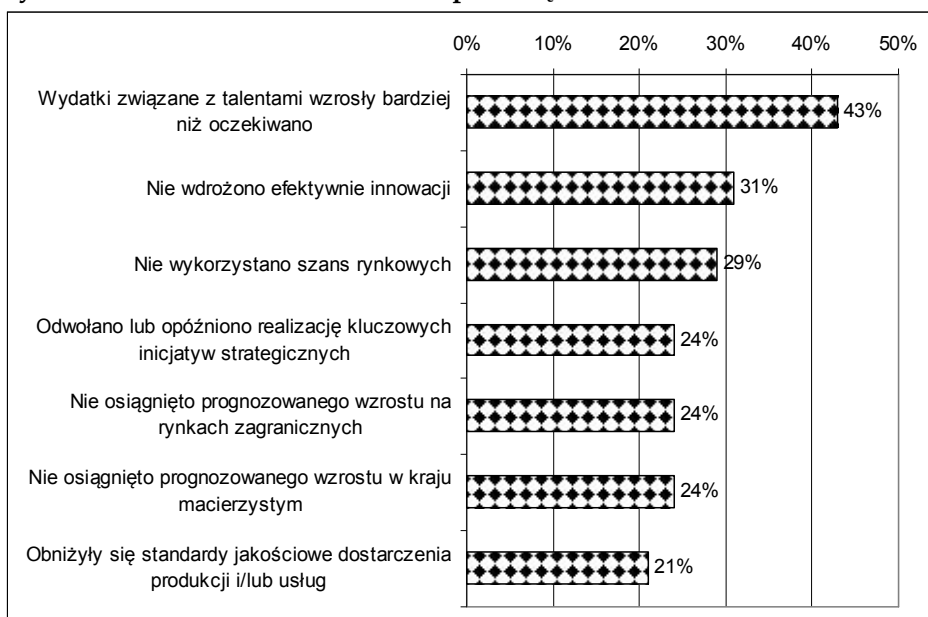 0% 10% 20% 30% 40% 50%
Wydatki związane z talentami wzrosły bardziej
niż oczekiwano
43%
Nie wdrożono efektywnie innowacji
31%
Nie wykorzystano szans rynkowych
29%
Odwołano lub opóźniono realizację kluczowych
inicjatyw strategicznych
24%
Nie osiągnięto prognozowanego wzrostu na
rynkach zagranicznych
24%
Nie osiągnięto prognozowanego wzrostu w kraju
macierzystym
24%
Obniżyły się standardy jakościowe dostarczenia
produkcji i/lub usług
21%